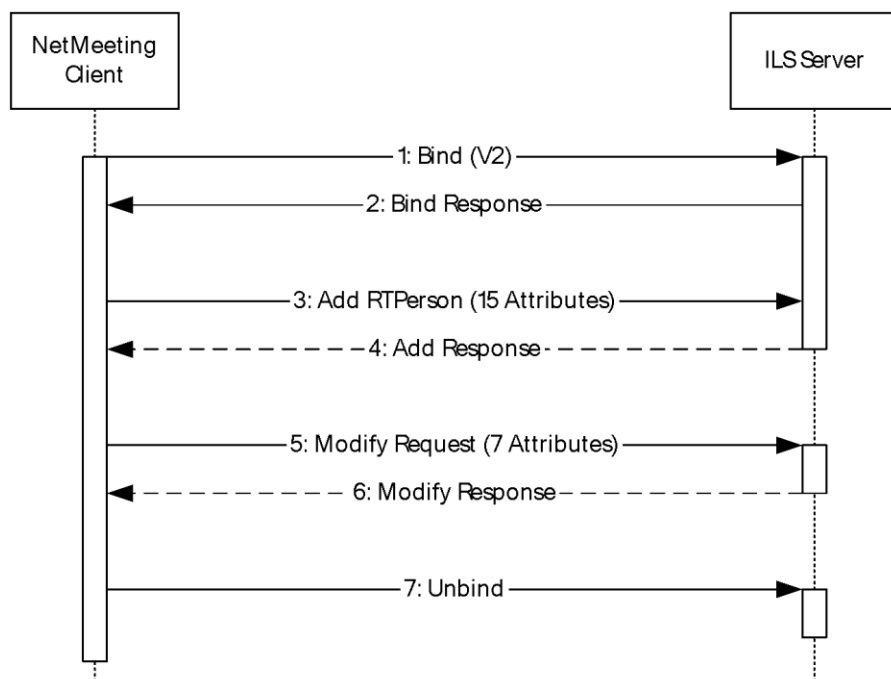 NetMeeting
Client
ILS Server
1: Bind (V2)
2: Bind Response
3: Add RTPerson (15 Attributes)
4: Add Response
5: Modify Request (7 Attributes)
6: Modify Response
7: Unbind